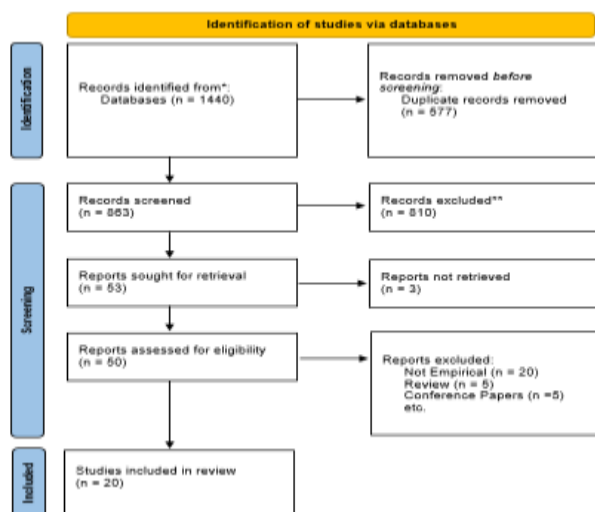 Identification of studies via databases
Identification
Records identified from*:
Databases (n = 1440)
Records removed before
screening:
Duplicate records removed
(n = 577)
Screening
Records screened
(n = 863)
Records excluded**
(n = 810)
Reports sought for retrieval
(n = 53)
Reports not retrieved
(n = 3)
Reports assessed for eligibility
(n = 50)
Reports excluded:
Not Empirical (n = 20)
Review (n = 5)
Conference Papers (n =5)
etc.
Included
Studies included in review
(n = 20)